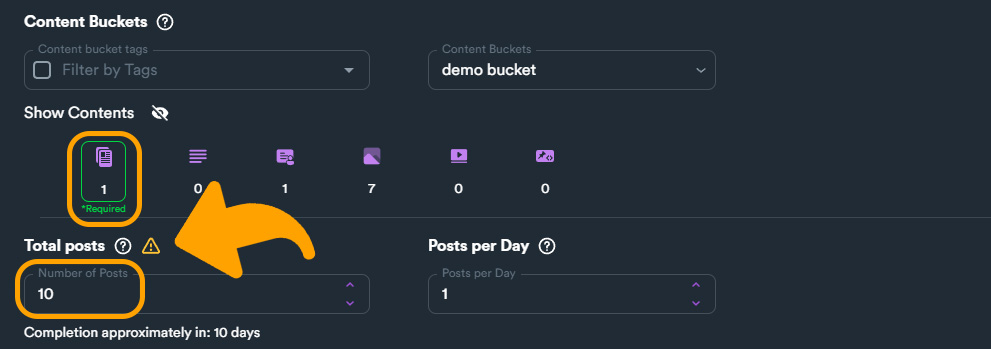 Content Buckets
Content bucket tags
Filter by Tags
Content Buckets
demo bucket
Show Contents
1 0 1 7 0 0
*Required
Total posts
Posts per Day
Number of Posts
10
Posts per Day
1
Completion approximately in: 10 days